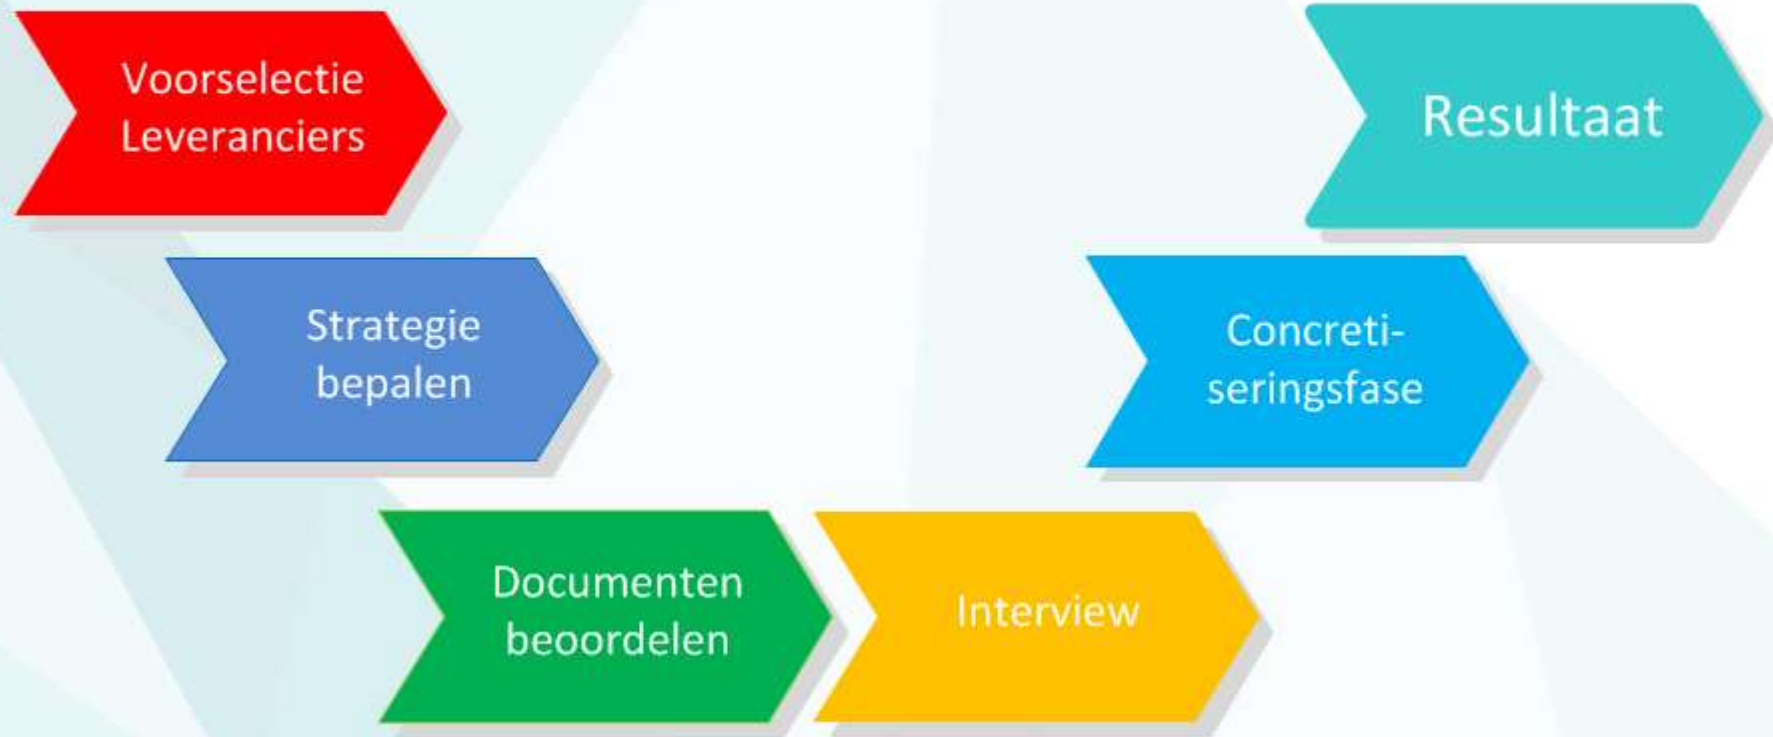 Voorselectie
Leveranciers
Strategie
bepalen
Documenten
beoordelen
Interview
Concreti-
seringsfase
Resultaat